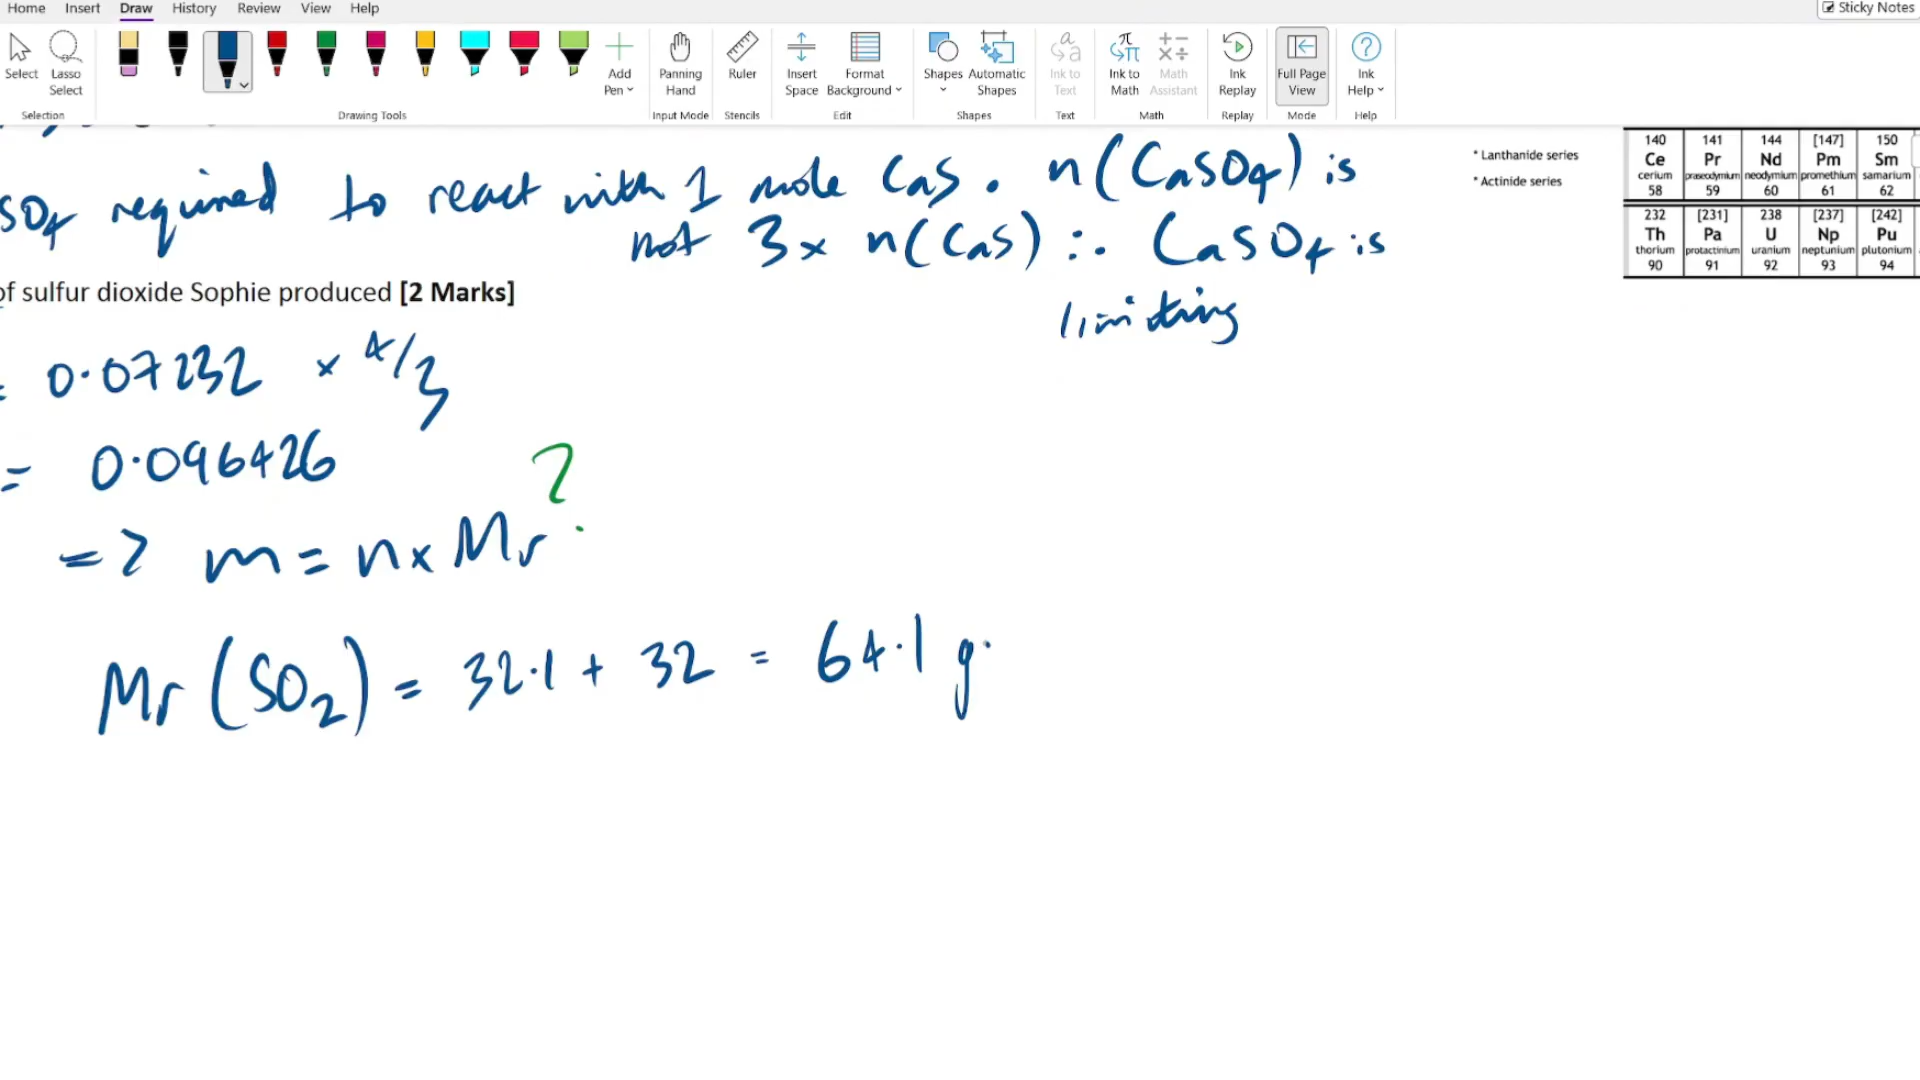 Home Insert Draw History Review View Help
Sticky Notes
Select
Lasso Select
Add Pen
Panning Hand
Ruler
Insert Space
Format Background
Shapes
Automatic Shapes
Ink to Text
Ink to Math
Math Assistant
Ink Replay
Full Page View
Ink Help
Selection Drawing Tools Input Mode Stencils Edit Shapes Text Math Replay Mode Help
SO4 required to react with 1 mole CaS. n(CaSO4) is
not 3x n(CaS) ∴ CaSO4 is
limiting
* Lanthanide series
* Actinide series
140 141 144 [147] 150
Ce Pr Nd Pm Sm
cerium praseodymium neodymium promethium samarium
58 59 60 61 62
232 [231] 238 [237] [242]
Th Pa U Np Pu
thorium protactinium uranium neptunium plutonium
90 91 92 93 94
of sulfur dioxide Sophie produced [2 Marks]
= 0.07232 × 4/3
= 0.096426
=> m = n x Mr ?
Mr (SO2) = 32.1 + 32 = 64.1 g.